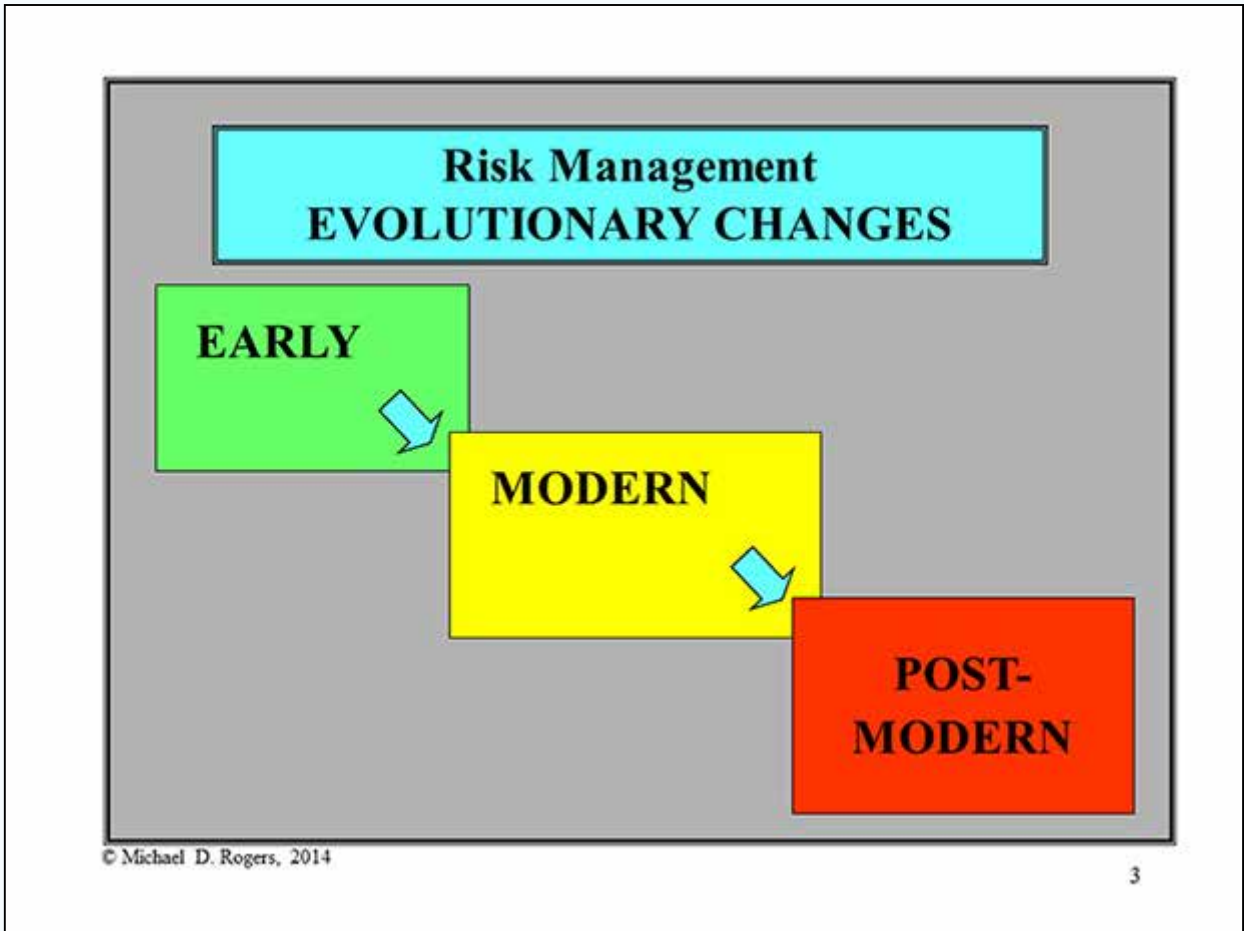 Risk Management
EVOLUTIONARY CHANGES
EARLY
MODERN
POST-
MODERN
© Michael D. Rogers, 2014
3